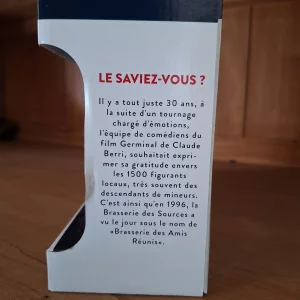 LE SAVIEZ-VOUS ?
Il y a tout juste 30 ans, à
la suite d'un tournage
chargé d'émotions,
l'équipe de comédiens du
film Germinal de Claude
Berri, souhaitait expri-
mer sa gratitude envers
les 1500 figurants
locaux, très souvent des
descendants de mineurs.
C'est ainsi qu'en 1996, la
Brasserie des Sources a
vu le jour sous le nom de
«Brasserie des Amis
Réunis».